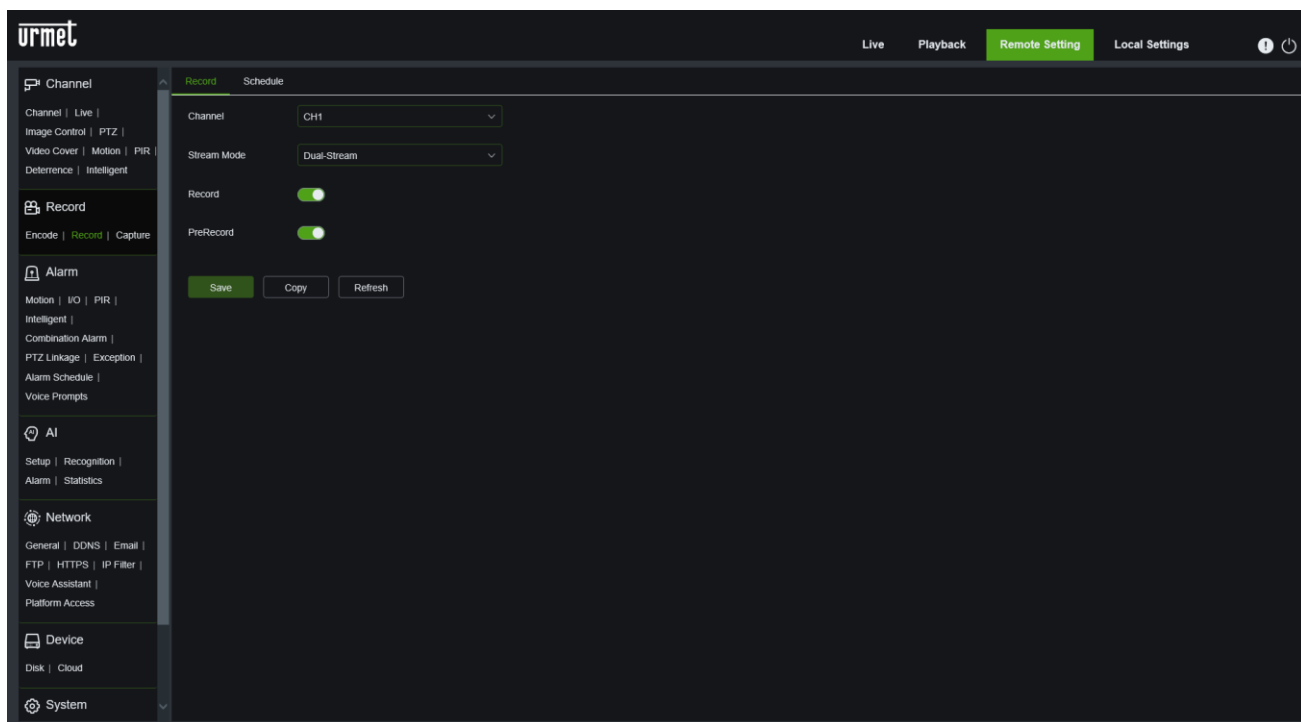 urmet
Live Playback Remote Setting Local Settings
Channel
Channel | Live |
Image Control | PTZ |
Video Cover | Motion | PIR |
Deterrence | Intelligent
Record
Encode | Record | Capture
Alarm
Motion | I/O | PIR |
Intelligent |
Combination Alarm |
PTZ Linkage | Exception |
Alarm Schedule |
Voice Prompts
AI
Setup | Recognition |
Alarm | Statistics
Network
General | DDNS | Email |
FTP | HTTPS | IP Filter |
Voice Assistant |
Platform Access
Device
Disk | Cloud
System
Record Schedule
Channel CH1
Stream Mode Dual-Stream
Record
PreRecord
Save Copy Refresh